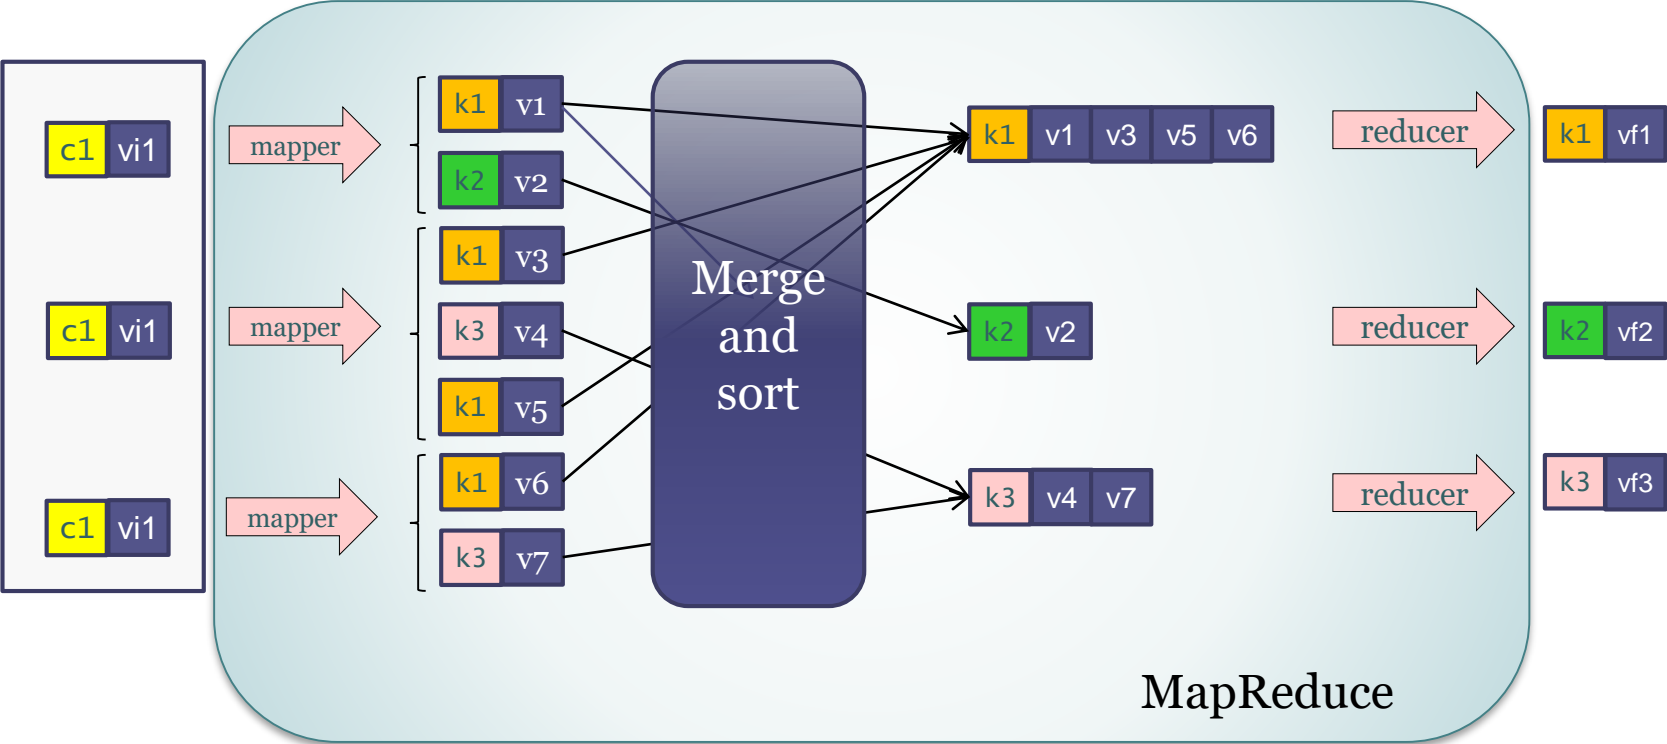 c1 vi1
c1 vi1
c1 vi1
mapper
mapper
mapper
k1 v1
k2 v2
k1 v3
k3 v4
k1 v5
k1 v6
k3 v7
Merge
and
sort
k1 v1 v3 v5 v6
k2 v2
k3 v4 v7
reducer
reducer
reducer
k1 vf1
k2 vf2
k3 vf3
MapReduce